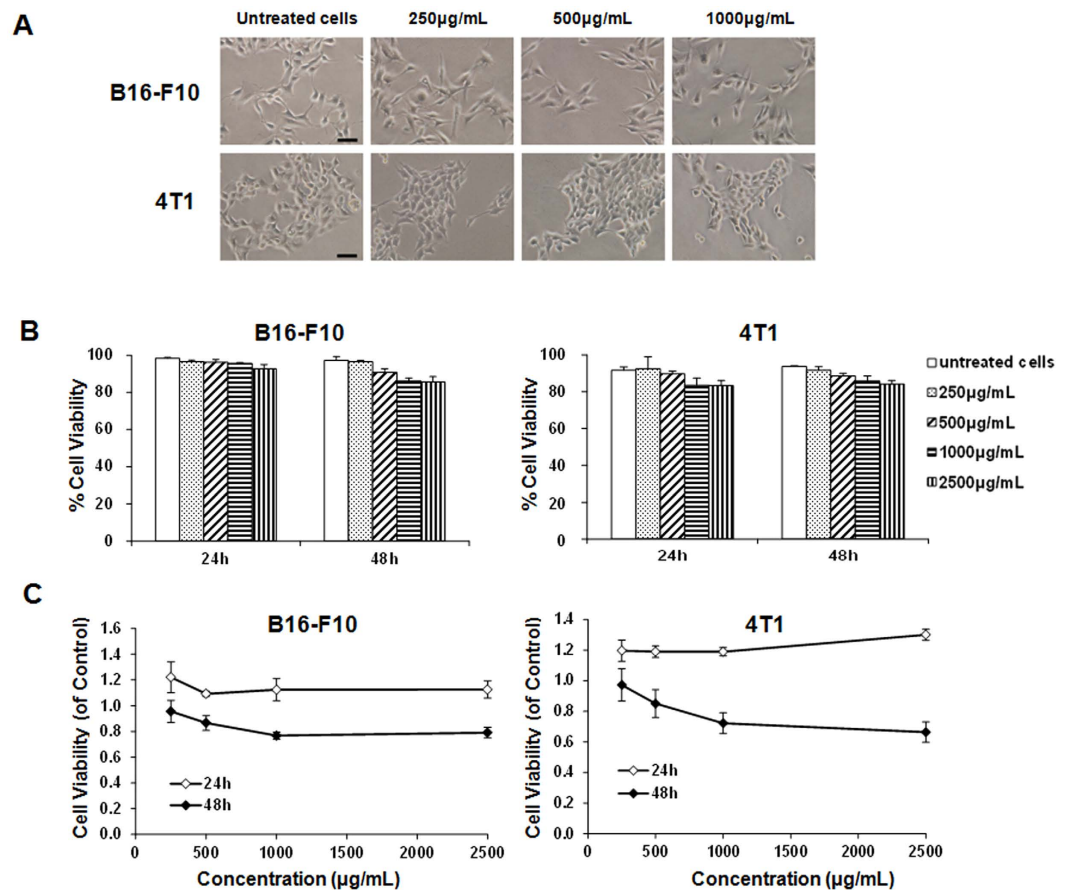 A
Untreated cells 250µg/mL 500µg/mL 1000µg/mL
B16-F10
4T1
B
B16-F10
% Cell Viability
100
80
60
40
20
0
24h 48h
4T1
% Cell Viability
100
80
60
40
20
0
24h 48h
untreated cells
250µg/mL
500µg/mL
1000µg/mL
2500µg/mL
C
B16-F10
Cell Viability (of Control)
1.6
1.4
1.2
1.0
0.8
0.6
0.4
0.2
0.0
24h
48h
0 500 1000 1500 2000 2500
Concentration (µg/mL)
4T1
Cell Viability (of Control)
1.4
1.2
1.0
0.8
0.6
0.4
0.2
0.0
24h
48h
0 500 1000 1500 2000 2500
Concentration (µg/mL)